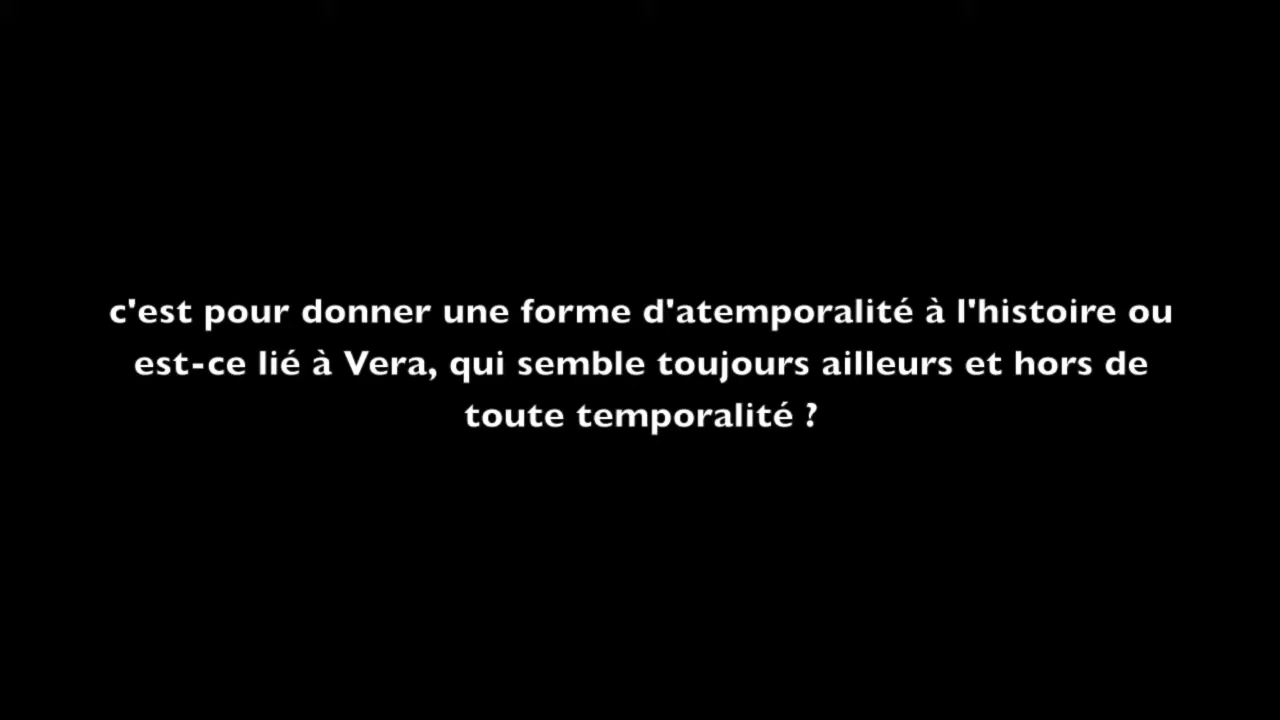 c'est pour donner une forme d'atemporalité à l'histoire ou
est-ce lié à Vera, qui semble toujours ailleurs et hors de
toute temporalité ?